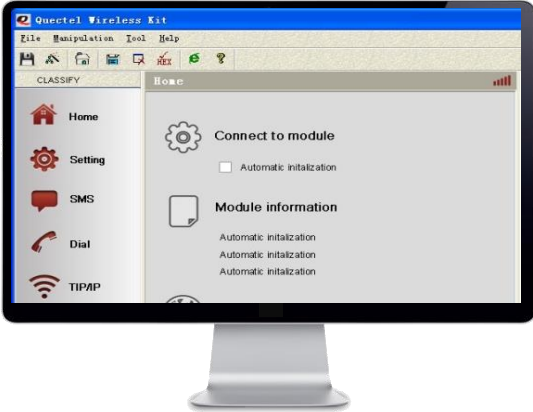 Quectel Wireless Kit
File Manipulation Tool Help
HEX
CLASSIFY
Home
Home
Setting
SMS
Dial
TIP/IP
Connect to module
Automatic initalization
Module information
Automatic initalization
Automatic initalization
Automatic initalization